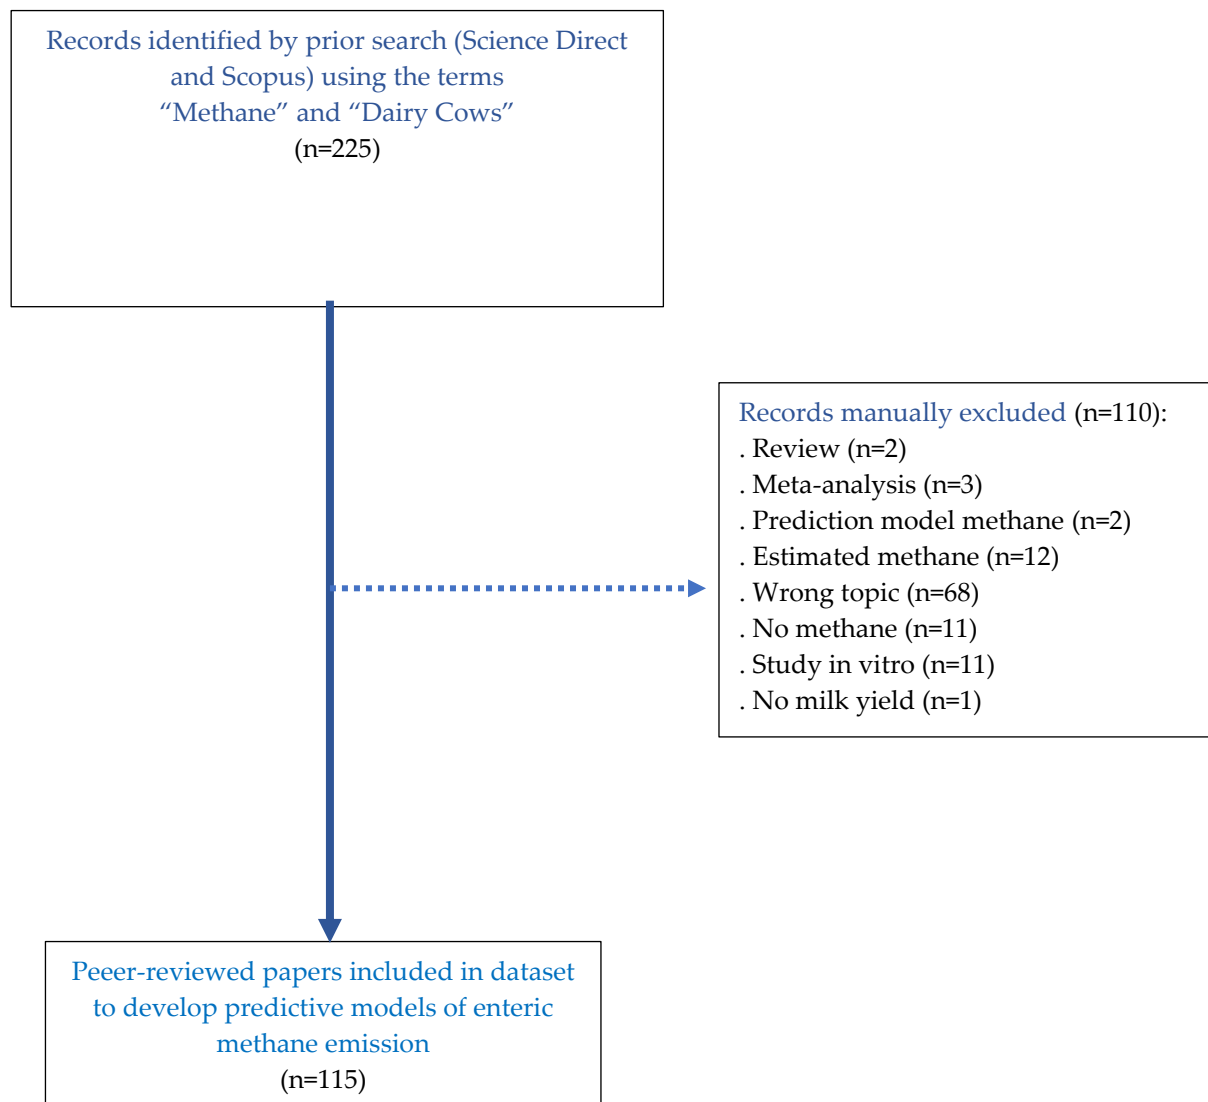 Records identified by prior search (Science Direct
and Scopus) using the terms
“Methane” and “Dairy Cows”
(n=225)
Records manually excluded (n=110):
. Review (n=2)
. Meta-analysis (n=3)
. Prediction model methane (n=2)
. Estimated methane (n=12)
. Wrong topic (n=68)
. No methane (n=11)
. Study in vitro (n=11)
. No milk yield (n=1)
Peeer-reviewed papers included in dataset
to develop predictive models of enteric
methane emission
(n=115)